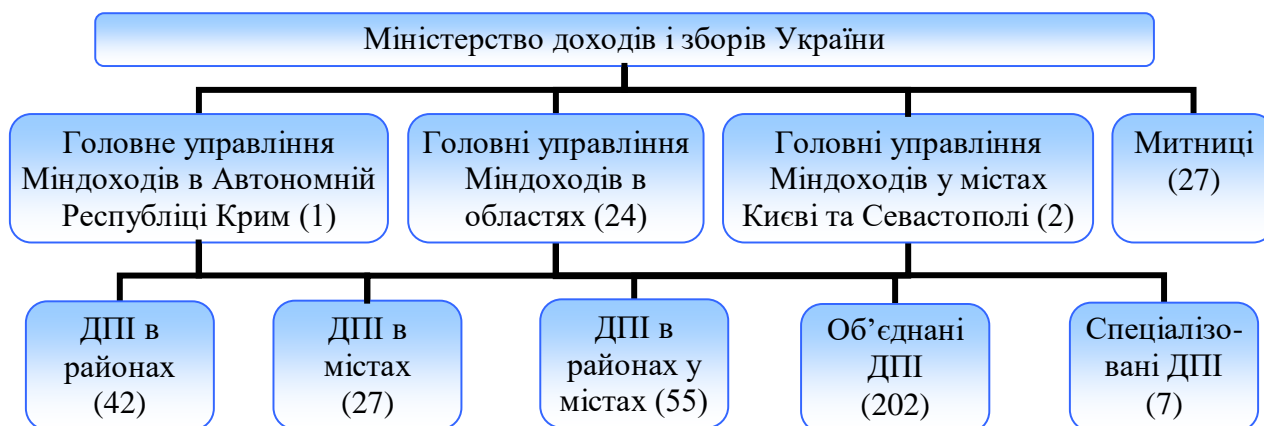 Міністерство доходів і зборів України
Головне управління
Міндоходів в Автономній
Республіці Крим (1)
Головні управління
Міндоходів в
областях (24)
Головні управління
Міндоходів у містах
Києві та Севастополі (2)
Митниці
(27)
ДПІ в
районах
(42)
ДПІ в
містах
(27)
ДПІ в
районах у
містах (55)
Об’єднані
ДПІ
(202)
Спеціалізо-
вані ДПІ
(7)